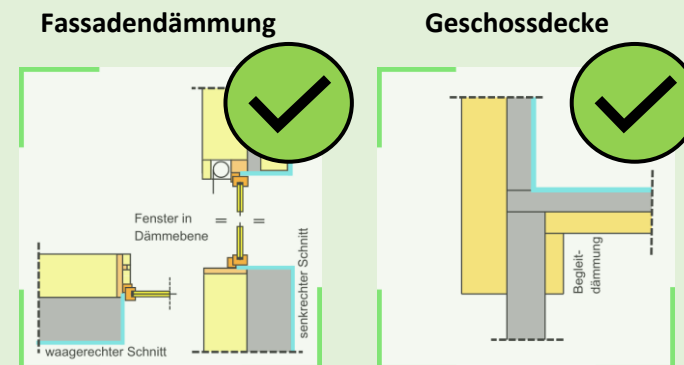 Fassadendämmung
Geschossdecke
Fenster in
Dämmebene
senkrechter Schnitt
waagerechter Schnitt
Begleit-
dämmung